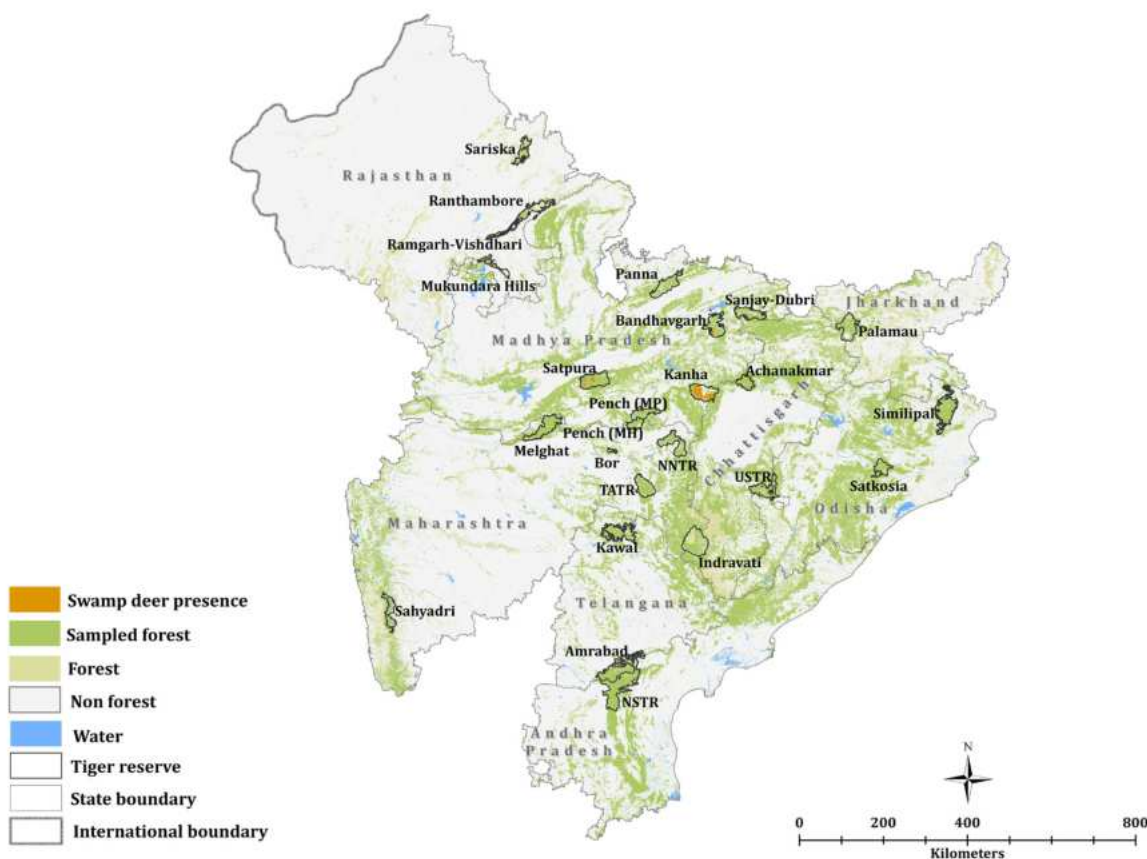 Sariska
Rajasthan
Ranthambore
Ramgarh-Vishdhari
Mukundara Hills
Panna
Sanjay-Dubri
Jharkhand
Bandhavgarh
Palamau
Madhya Pradesh
Satpura
Kanha
Achanakmar
Pench (MP)
Similipal
Chhattisgarh
Pench (MH)
Melghat
Bor
NNTR
USTR
TATR
Satkosia
Odisha
Maharashtra
Kawal
Indravati
Telangana
Sahyadri
Amrabad
NSTR
Andhra
Pradesh
Swamp deer presence
Sampled forest
Forest
Non forest
Water
Tiger reserve
State boundary
International boundary
N
0 200 400 800
Kilometers